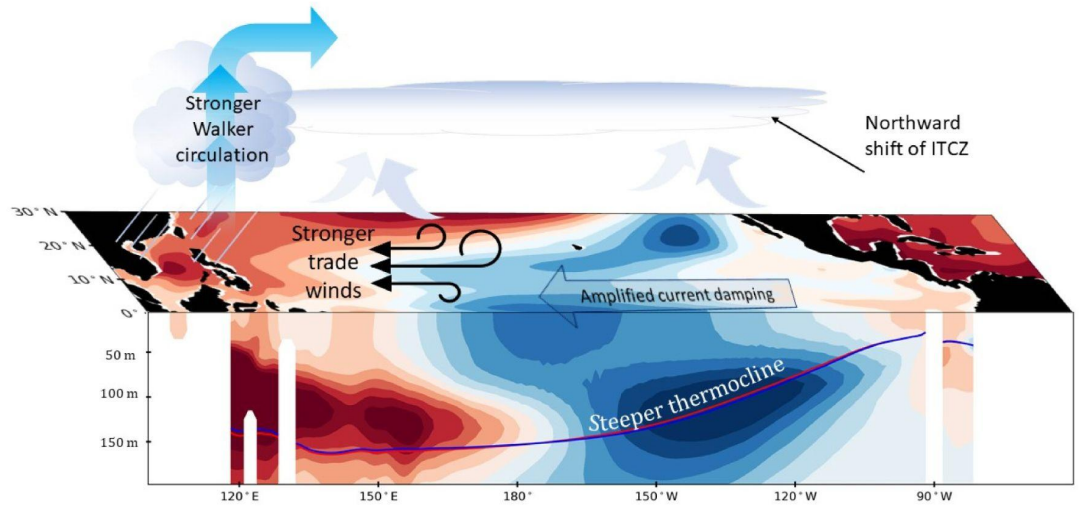 Stronger
Walker
circulation
Northward
shift of ITCZ
30°N
20°N
10°N
0°
Stronger
trade
winds
Amplified current damping
50 m
100 m
150 m
Steeper thermocline
120°E
150°E
180
150°W
120°W
90°W